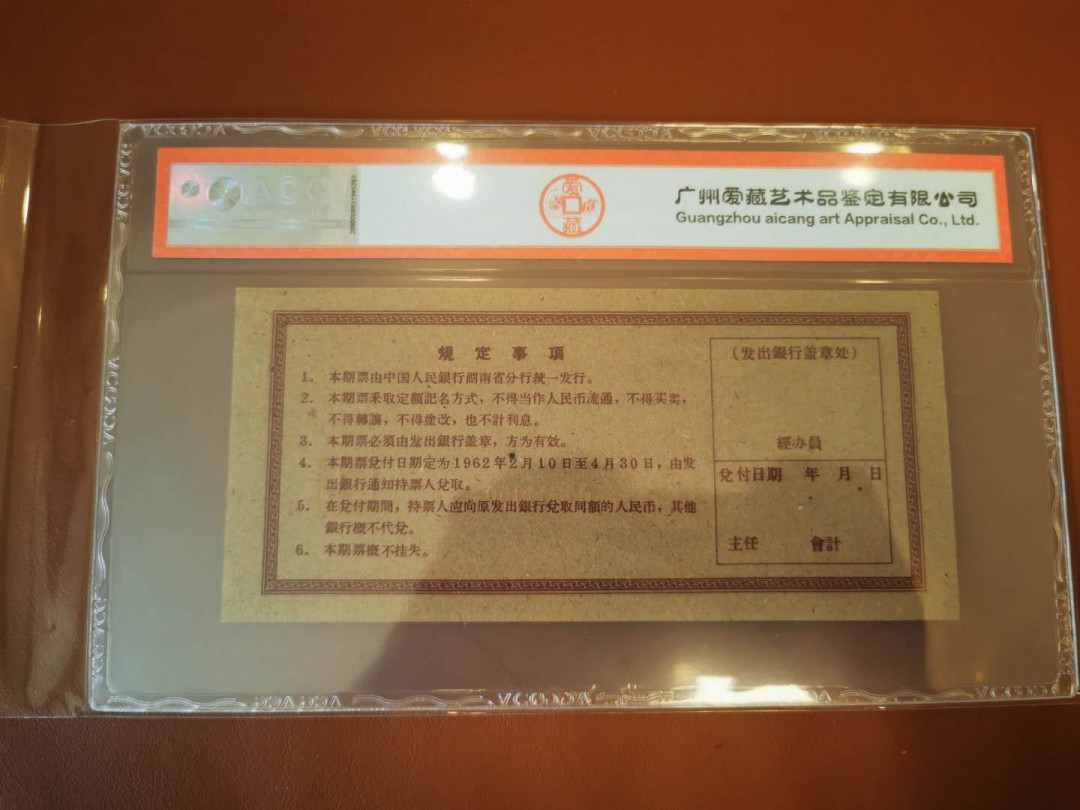 爱藏
广州爱藏艺术品鉴定有限公司
Guangzhou aicang art Appraisal Co., Ltd.
規定事項
1. 本期票由中国人民銀行湖南省分行統一发行。
2. 本期票釆取定額記名方式，不得当作人民币流通，不得买卖，
不得轉讓，不得塗改，也不計利息。
3. 本期票必須由发出銀行盖章，方为有效。
4. 本期票兌付日期定为1962年2月10日至4月30日，由发
出銀行通知持票人兌取。
5. 在兌付期間，持票人应向原发出銀行兌取同額的人民币，其他
銀行概不代兌。
6. 本期票概不挂失。
（发出銀行盖章处）
經办員
兌付日期 年 月 日
主任 會計